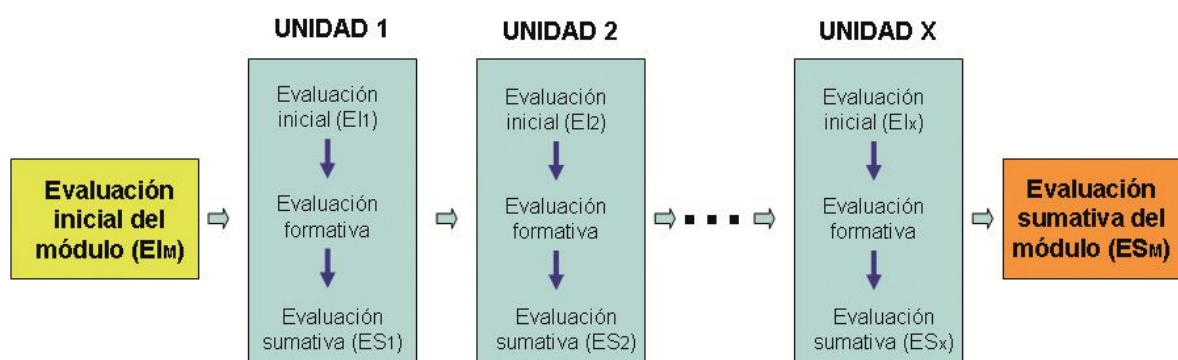 UNIDAD 1
UNIDAD 2
UNIDAD X
Evaluación
inicial del
módulo (EIM)
Evaluación
inicial (EI1)
Evaluación
formativa
Evaluación
sumativa (ES1)
Evaluación
inicial (EI2)
Evaluación
formativa
Evaluación
sumativa (ES2)
Evaluación
inicial (EIx)
Evaluación
formativa
Evaluación
sumativa (ESx)
Evaluación
sumativa del
módulo (ESM)